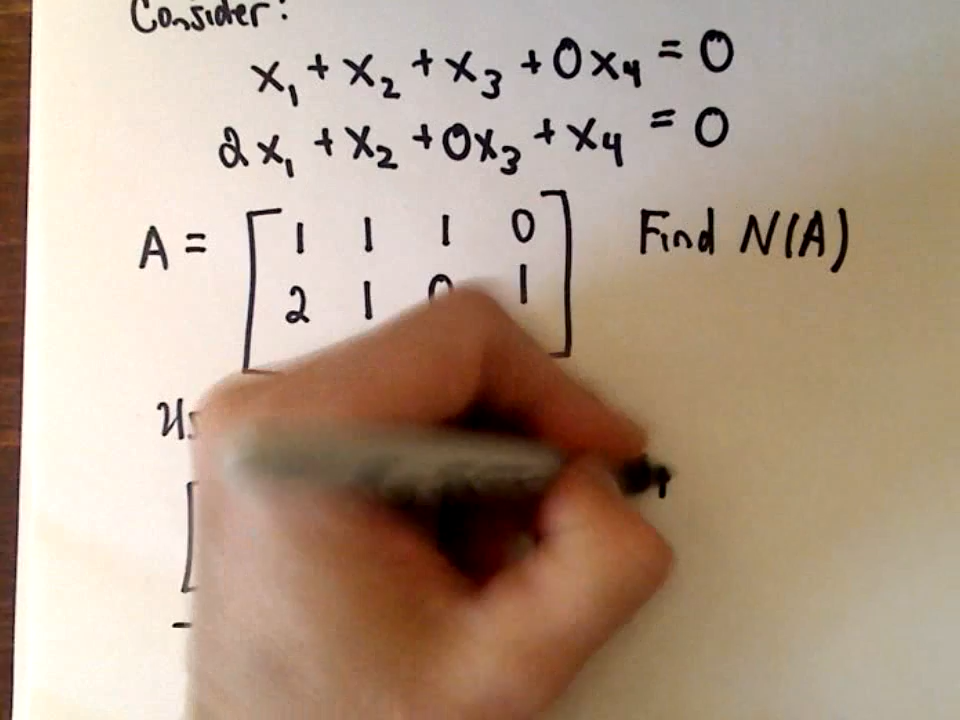 Consider:
x₁ + x₂ + x₃ + 0x₄ = 0
2x₁ + x₂ + 0x₃ + x₄ = 0
A = [ 1 1 1 0 Find N(A)
2 1 0 1 ]